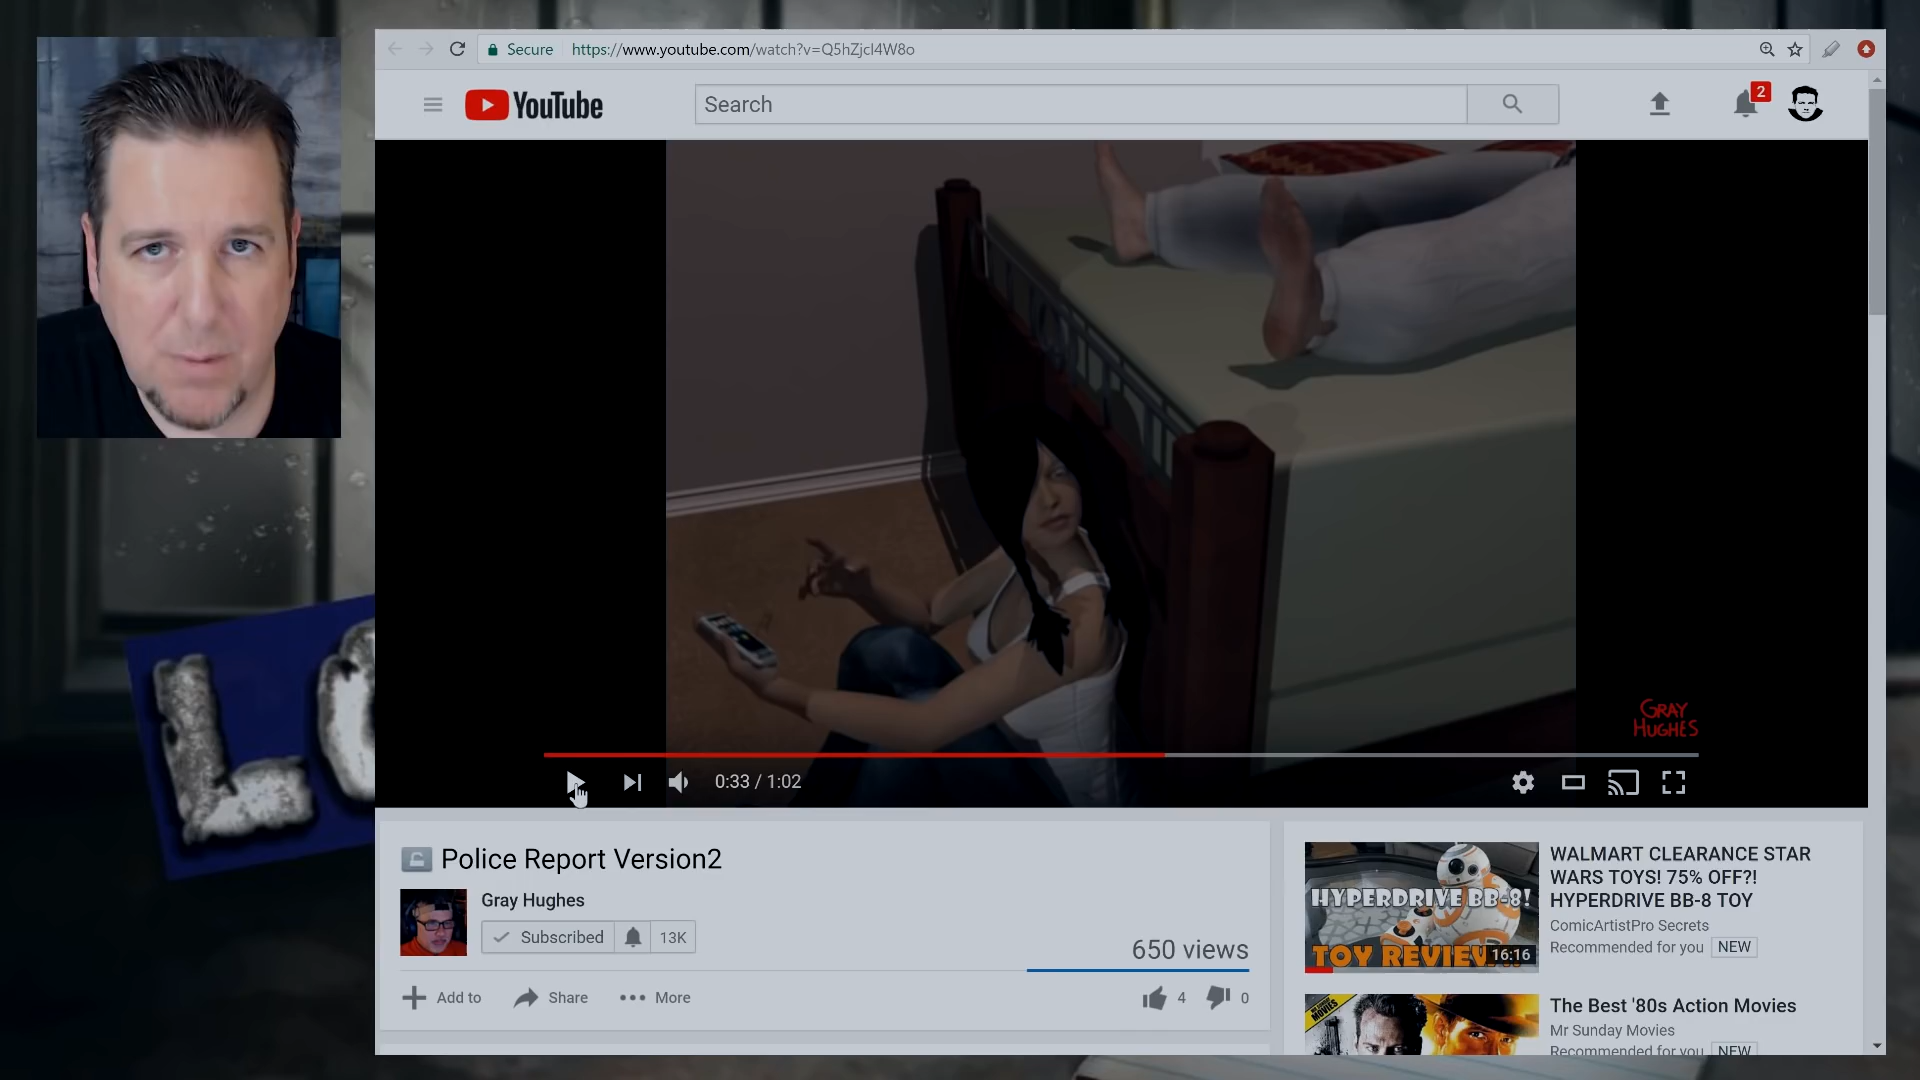 Secure
https://www.youtube.com/watch?v=Q5hZjcl4W8o
YouTube
Search
2
GRAY
HUGHES
0:33 / 1:02
LO
Police Report Version2
Gray Hughes
Subscribed
13K
650 views
Add to
Share
More
4
0
HYPERDRIVE BB-8!
TOY REVIEW
16:16
WALMART CLEARANCE STAR
WARS TOYS! 75% OFF?!
HYPERDRIVE BB-8 TOY
ComicArtistPro Secrets
Recommended for you
NEW
The Best '80s Action Movies
Mr Sunday Movies
Recommended for you
NEW